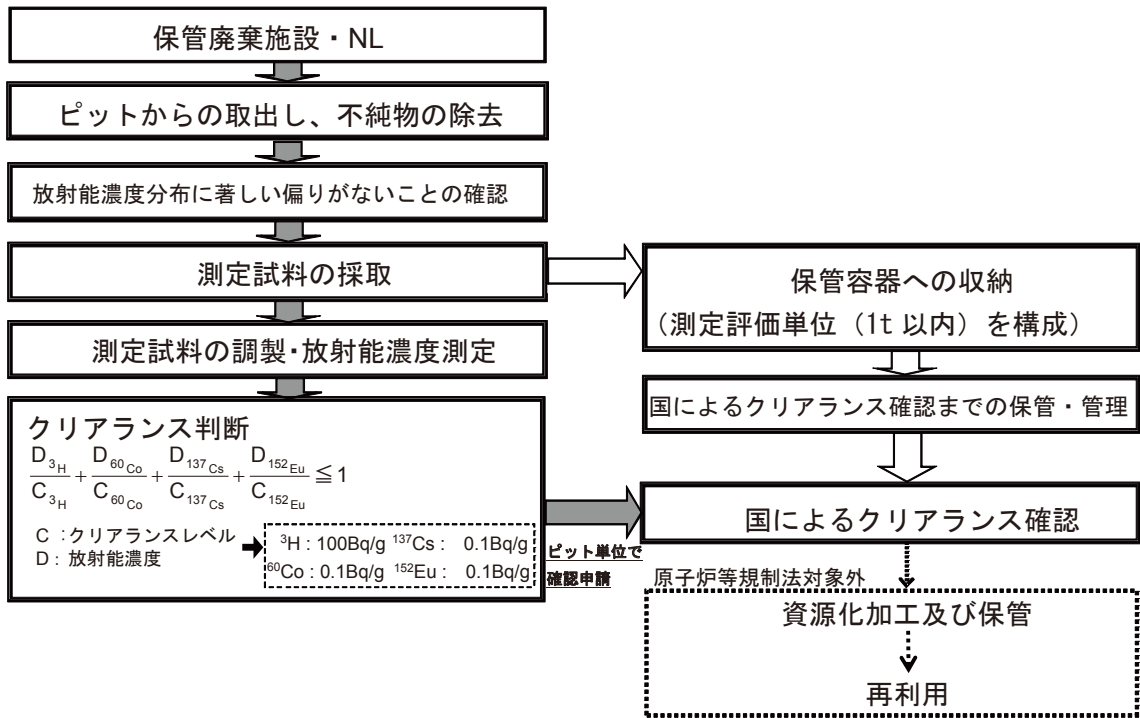 保管廃棄施設・NL
ピットからの取出し、不純物の除去
放射能濃度分布に著しい偏りがないことの確認
測定試料の採取
測定試料の調製・放射能濃度測定
クリアランス判断
D³H/C³H + D⁶⁰Co/C⁶⁰Co + D¹³⁷Cs/C¹³⁷Cs + D¹⁵²Eu/C¹⁵²Eu ≦ 1
C :クリアランスレベル
D: 放射能濃度
³H : 100Bq/g ¹³⁷Cs : 0.1Bq/g
⁶⁰Co : 0.1Bq/g ¹⁵²Eu : 0.1Bq/g
ピット単位で
確認申請
保管容器への収納
(測定評価単位(1t 以内)を構成)
国によるクリアランス確認までの保管・管理
国によるクリアランス確認
原子炉等規制法対象外
資源化加工及び保管
再利用